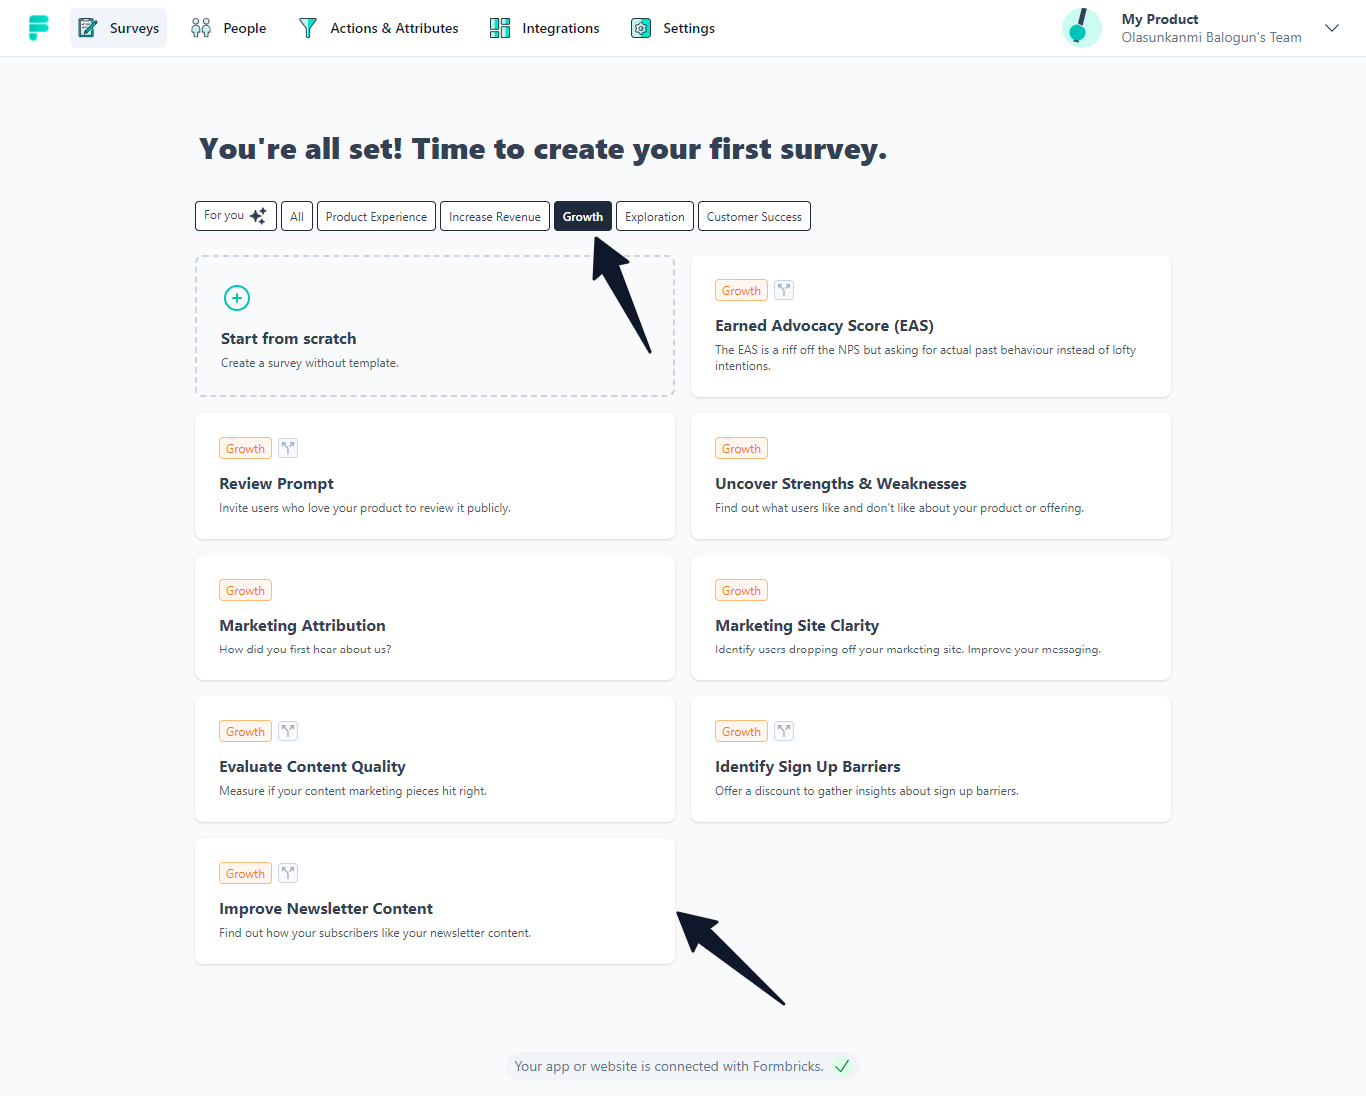 Surveys
People
Actions & Attributes
Integrations
Settings
My Product
Olasunkanmi Balogun's Team
You're all set! Time to create your first survey.
For you
All
Product Experience
Increase Revenue
Growth
Exploration
Customer Success
Start from scratch
Create a survey without template.
Growth
Earned Advocacy Score (EAS)
The EAS is a riff off the NPS but asking for actual past behaviour instead of lofty
intentions.
Growth
Review Prompt
Invite users who love your product to review it publicly.
Growth
Uncover Strengths & Weaknesses
Find out what users like and don't like about your product or offering.
Growth
Marketing Attribution
How did you first hear about us?
Growth
Marketing Site Clarity
Identify users dropping off your marketing site. Improve your messaging.
Growth
Evaluate Content Quality
Measure if your content marketing pieces hit right.
Growth
Identify Sign Up Barriers
Offer a discount to gather insights about sign up barriers.
Growth
Improve Newsletter Content
Find out how your subscribers like your newsletter content.
Your app or website is connected with Formbricks.